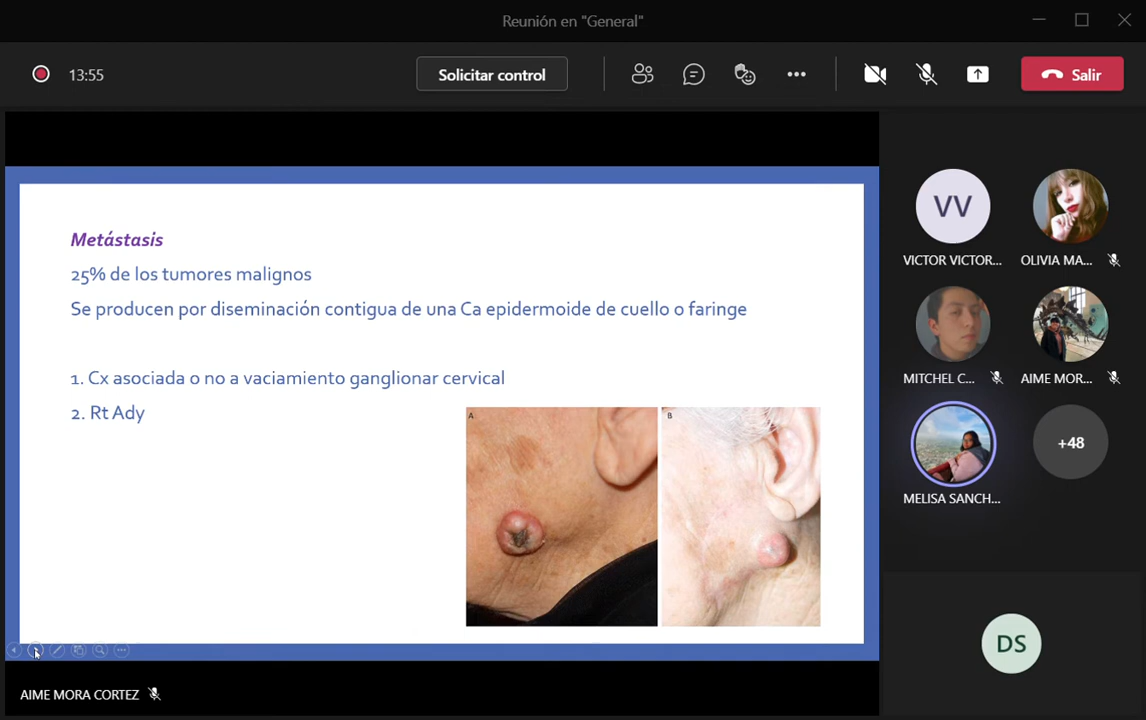 Reunión en "General"
13:55
Solicitar control
Salir
Metástasis
25% de los tumores malignos
Se producen por diseminación contigua de una Ca epidermoide de cuello o faringe
1. Cx asociada o no a vaciamiento ganglionar cervical
2. Rt Ady
A
B
VV
VICTOR VICTOR...
OLIVIA MA...
MITCHEL C...
AIME MOR...
MELISA SANCH...
+48
DS
AIME MORA CORTEZ